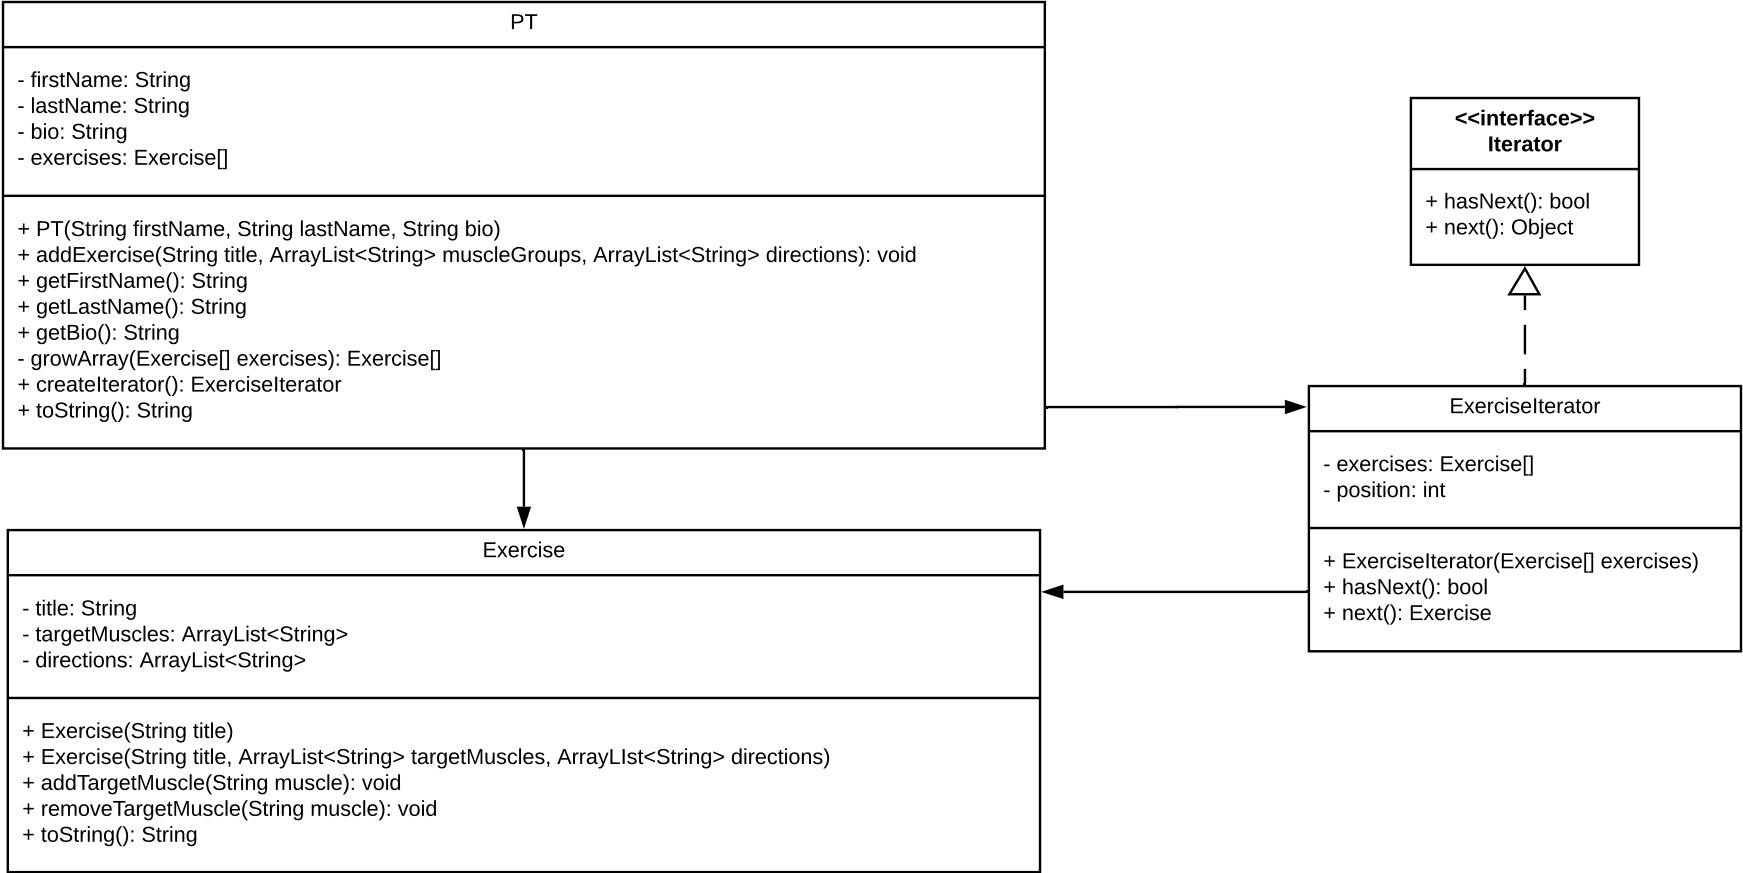 PT
- firstName: String
- lastName: String
- bio: String
- exercises: Exercise[]
+ PT(String firstName, String lastName, String bio)
+ addExercise(String title, ArrayList<String> muscleGroups, ArrayList<String> directions): void
+ getFirstName(): String
+ getLastName(): String
+ getBio(): String
- growArray(Exercise[] exercises): Exercise[]
+ createIterator(): ExerciseIterator
+ toString(): String
<<interface>>
Iterator
+ hasNext(): bool
+ next(): Object
ExerciseIterator
- exercises: Exercise[]
- position: int
+ ExerciseIterator(Exercise[] exercises)
+ hasNext(): bool
+ next(): Exercise
Exercise
- title: String
- targetMuscles: ArrayList<String>
- directions: ArrayList<String>
+ Exercise(String title)
+ Exercise(String title, ArrayList<String> targetMuscles, ArrayLIst<String> directions)
+ addTargetMuscle(String muscle): void
+ removeTargetMuscle(String muscle): void
+ toString(): String